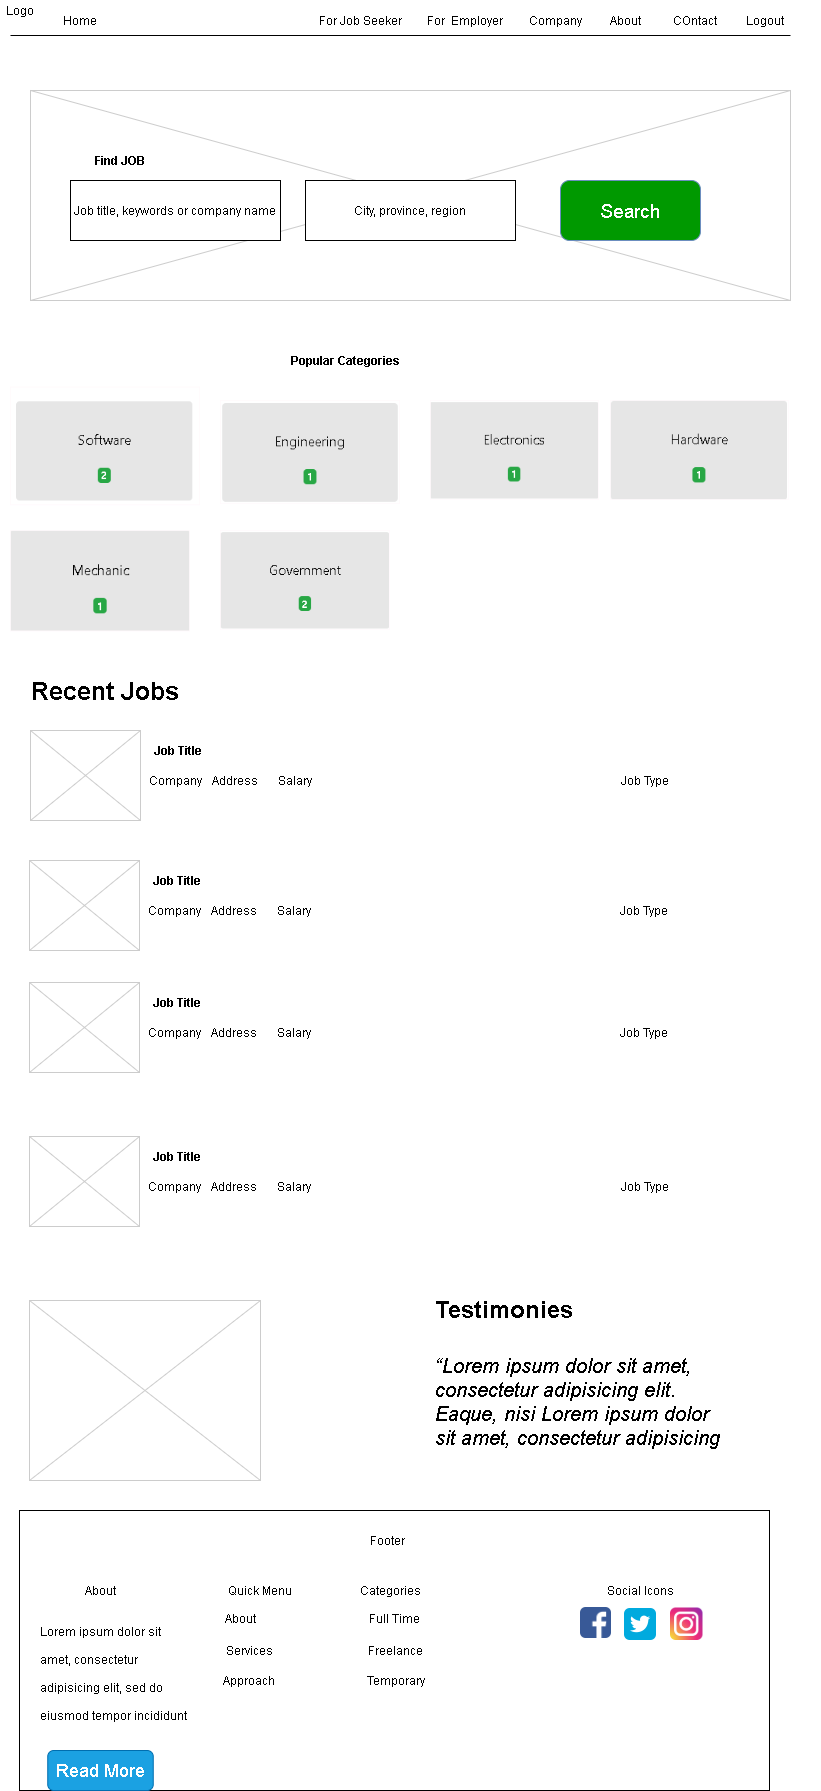 Logo
Home
For Job Seeker
For  Employer
Company
About
COntact
Logout
Find JOB
Job title, keywords or company name
City, province, region
Search
Popular Categories
Software
2
Engineering
1
Electronics
1
Hardware
1
Mechanic
1
Government
2
Recent Jobs
Job Title
Company Address Salary Job Type
Job Title
Company Address Salary Job Type
Job Title
Company Address Salary Job Type
Job Title
Company Address Salary Job Type
Testimonies
“Lorem ipsum dolor sit amet,
consectetur adipisicing elit.
Eaque, nisi Lorem ipsum dolor
sit amet, consectetur adipisicing
Footer
About
Lorem ipsum dolor sit
amet, consectetur
adipisicing elit, sed do
eiusmod tempor incididunt
Read More
Quick Menu
About
Services
Approach
Categories
Full Time
Freelance
Temporary
Social Icons